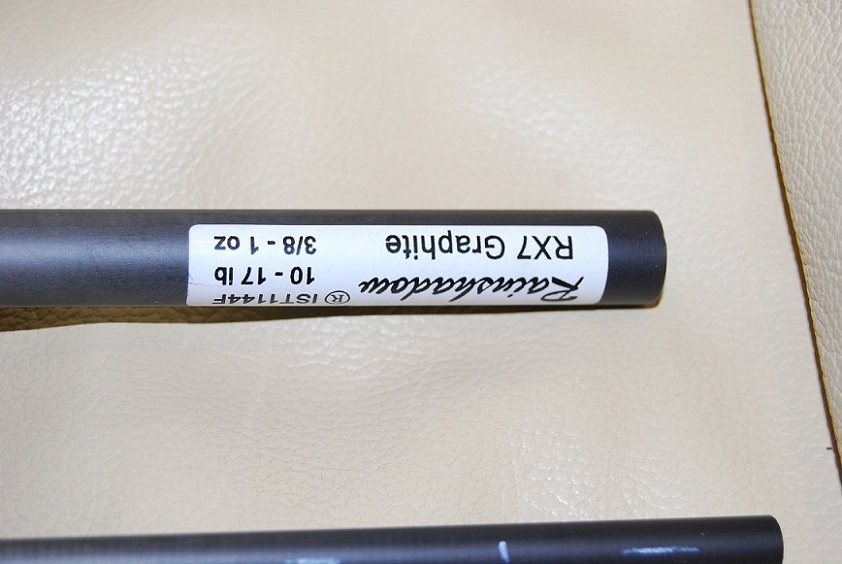 Rainshadow ® IST1144F
RX7 Graphite 10 - 17 lb
3/8 - 1 oz